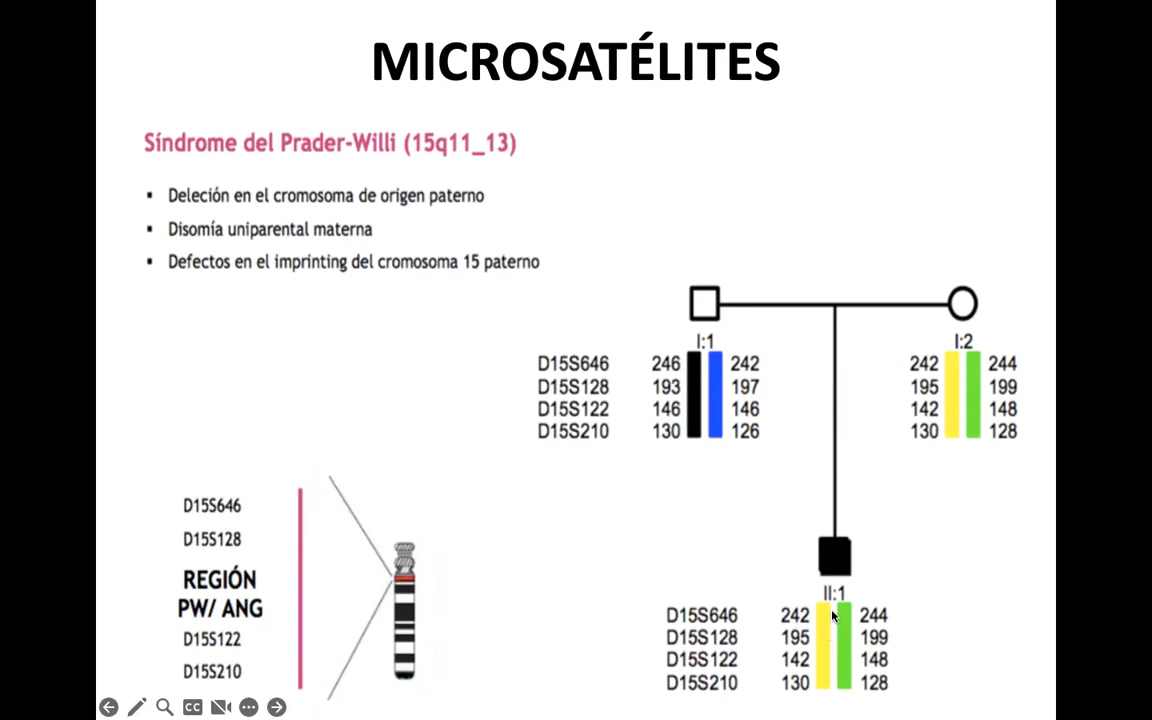 MICROSATÉLITES
Síndrome del Prader-Willi (15q11_13)
▪ Deleción en el cromosoma de origen paterno
▪ Disomía uniparental materna
▪ Defectos en el imprinting del cromosoma 15 paterno
I:1 I:2
D15S646 246 242 242 244
D15S128 193 197 195 199
D15S122 146 146 142 148
D15S210 130 126 130 128
D15S646
D15S128
REGIÓN
PW/ ANG
D15S122
D15S210
II:1
D15S646 242 244
D15S128 195 199
D15S122 142 148
D15S210 130 128
CC